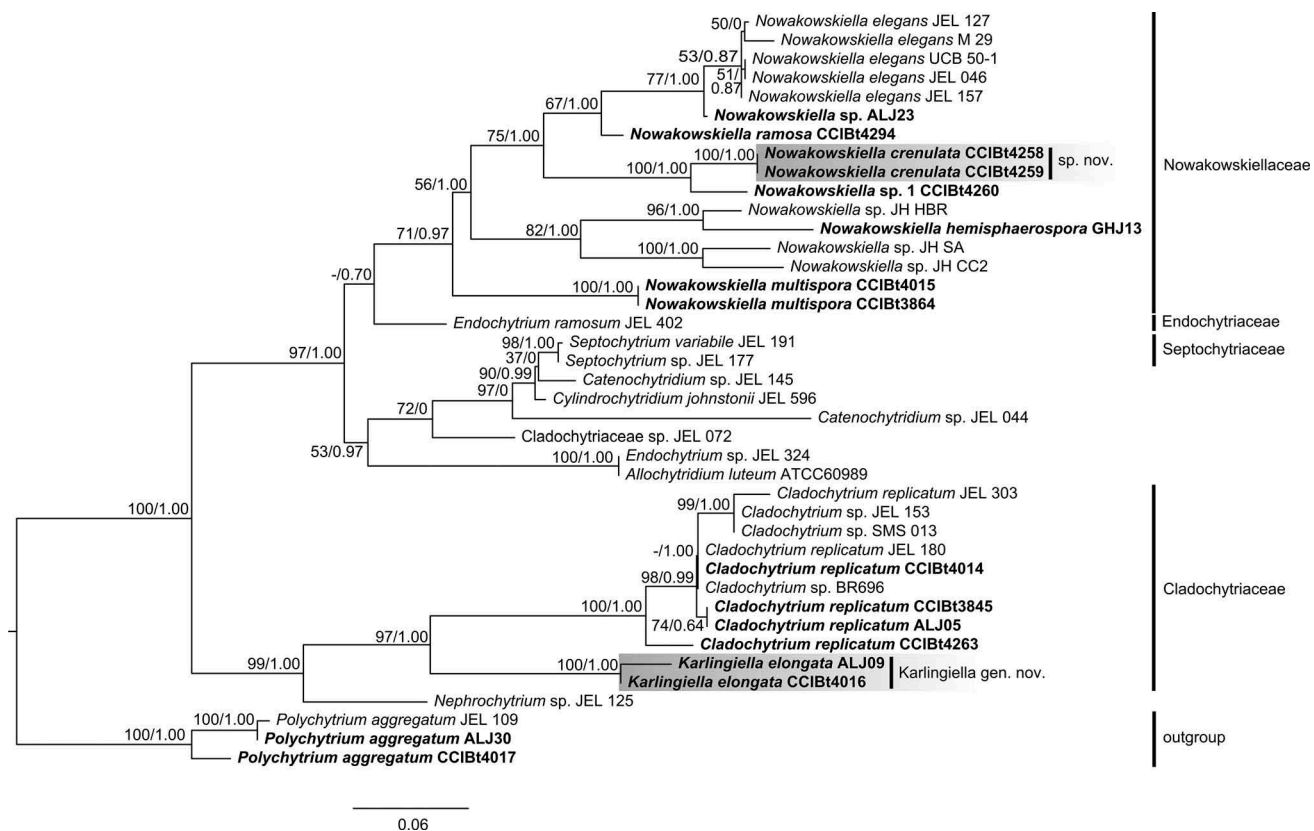 Nowakowskiella elegans JEL 127
50/0
Nowakowskiella elegans M 29
53/0.87
Nowakowskiella elegans UCB 50-1
51/
0.87
Nowakowskiella elegans JEL 046
77/1.00
Nowakowskiella elegans JEL 157
67/1.00
Nowakowskiella sp. ALJ23
Nowakowskiella ramosa CCIBt4294
75/1.00
100/1.00
Nowakowskiella crenulata CCIBt4258
sp. nov.
Nowakowskiella crenulata CCIBt4259
Nowakowskiellaceae
100/1.00
56/1.00
Nowakowskiella sp. 1 CCIBt4260
96/1.00
Nowakowskiella sp. JH HBR
82/1.00
Nowakowskiella hemisphaerospora GHJ13
71/0.97
100/1.00
Nowakowskiella sp. JH SA
Nowakowskiella sp. JH CC2
-/0.70
100/1.00
Nowakowskiella multispora CCIBt4015
Nowakowskiella multispora CCIBt3864
Endochytrium ramosum JEL 402
Endochytriaceae
97/1.00
98/1.00
Septochytrium variabile JEL 191
Septochytriaceae
37/0
Septochytrium sp. JEL 177
90/0.99
Catenochytridium sp. JEL 145
97/0
Cylindrochytridium johnstonii JEL 596
72/0
Catenochytridium sp. JEL 044
Cladochytriaceae sp. JEL 072
53/0.97
100/1.00
Endochytrium sp. JEL 324
Allochytridium luteum ATCC60989
100/1.00
99/1.00
Cladochytrium replicatum JEL 303
Cladochytrium sp. JEL 153
Cladochytrium sp. SMS 013
-/1.00
Cladochytrium replicatum JEL 180
Cladochytrium replicatum CCIBt4014
98/0.99
Cladochytrium sp. BR696
Cladochytriaceae
100/1.00
Cladochytrium replicatum CCIBt3845
74/0.64
Cladochytrium replicatum ALJ05
97/1.00
Cladochytrium replicatum CCIBt4263
99/1.00
100/1.00
Karlingiella elongata ALJ09
Karlingiella gen. nov.
Karlingiella elongata CCIBt4016
Nephrochytrium sp. JEL 125
100/1.00
Polychytrium aggregatum JEL 109
100/1.00
Polychytrium aggregatum ALJ30
outgroup
Polychytrium aggregatum CCIBt4017
0.06